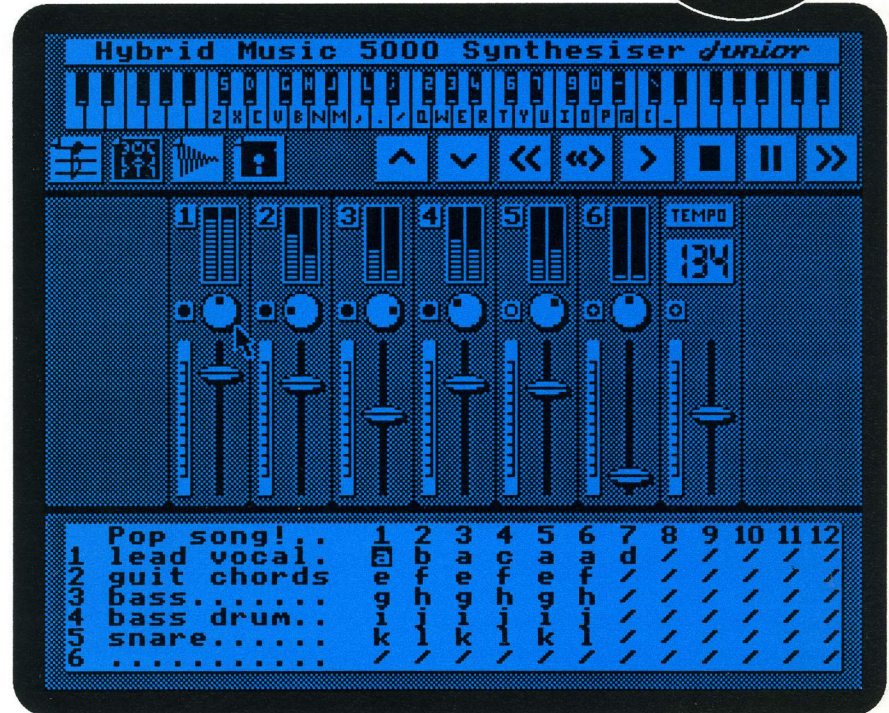 Hybrid Music 5000 Synthesiser Junior
S D G H J L ; 2 3 4 6 7 9 0 - \
Z X C V B N M , . / Q W E R T Y U I O P @ [ _
1 2 3 4 5 6 TEMPO
134
Pop song!.. 1 2 3 4 5 6 7 8 9 10 11 12
1 lead vocal. a b a c a a d / / / / /
2 guit chords e f e f e f / / / / / /
3 bass....... g h g h g h / / / / / /
4 bass drum.. i j i j i j / / / / / /
5 snare...... k l k l k l / / / / / /
6 ........... / / / / / / / / / / / /